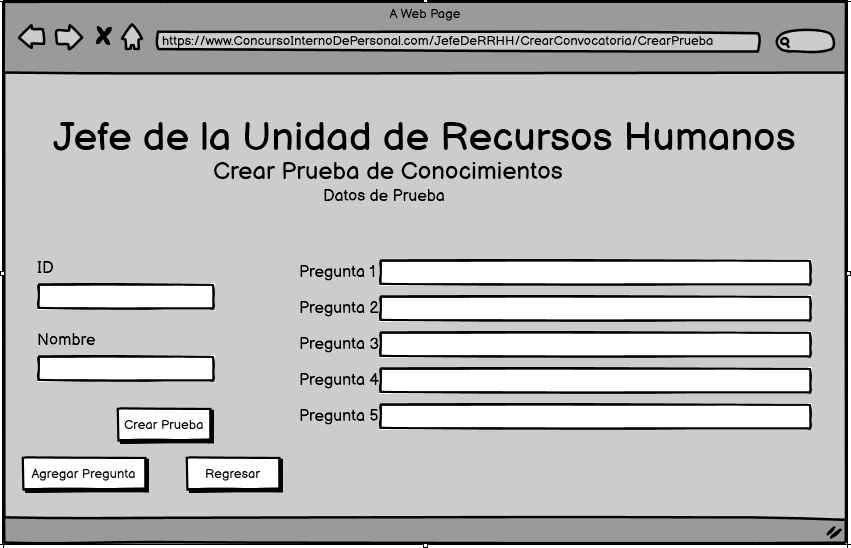 A Web Page
https://www.ConcursoInternoDePersonal.com/JefeDeRRHH/CrearConvocatoria/CrearPrueba
Jefe de la Unidad de Recursos Humanos
Crear Prueba de Conocimientos
Datos de Prueba
ID
Nombre
Crear Prueba
Agregar Pregunta
Regresar
Pregunta 1
Pregunta 2
Pregunta 3
Pregunta 4
Pregunta 5